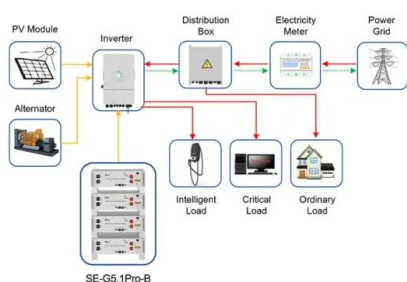 PV Module
Inverter
Distribution
Box
Electricity
Meter
Power
Grid
Alternator
Intelligent
Load
Critical
Load
Ordinary
Load
SE-G5.1Pro-B